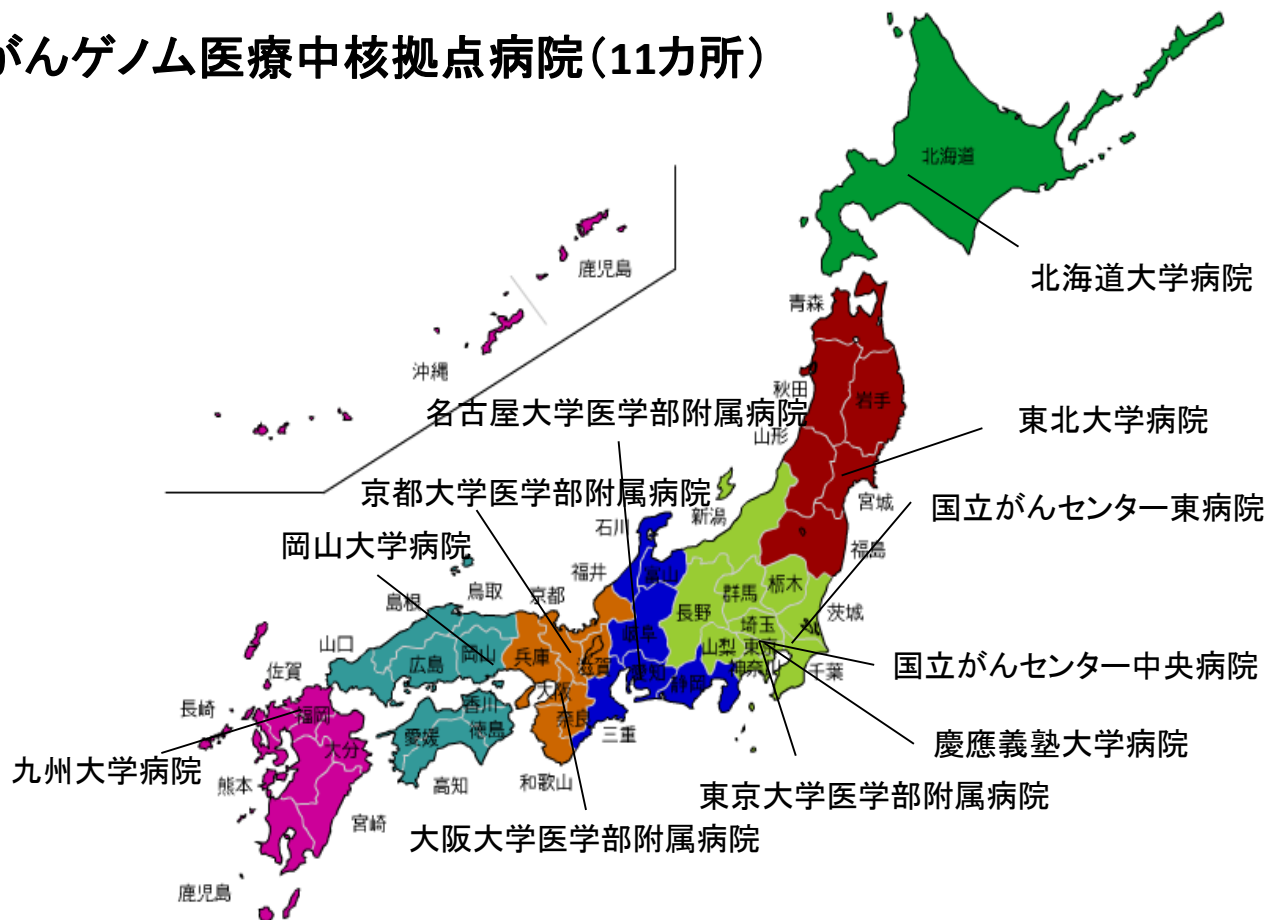 がんゲノム医療中核拠点病院（11カ所）
北海道
鹿児島
北海道大学病院
青森
沖縄
秋田
岩手
名古屋大学医学部附属病院
東北大学病院
山形
京都大学医学部附属病院
宮城
国立がんセンター東病院
新潟
石川
岡山大学病院
福島
富山
福井
栃木
群馬
鳥取
京都
島根
長野
茨城
埼玉
岐阜
山口
山梨
東京
岡山
兵庫
広島
滋賀
国立がんセンター中央病院
佐賀
神奈川
千葉
愛知
静岡
大阪
香川
長崎
福岡
奈良
徳島
愛媛
三重
慶應義塾大学病院
大分
九州大学病院
熊本
高知
和歌山
東京大学医学部附属病院
宮崎
大阪大学医学部附属病院
鹿児島